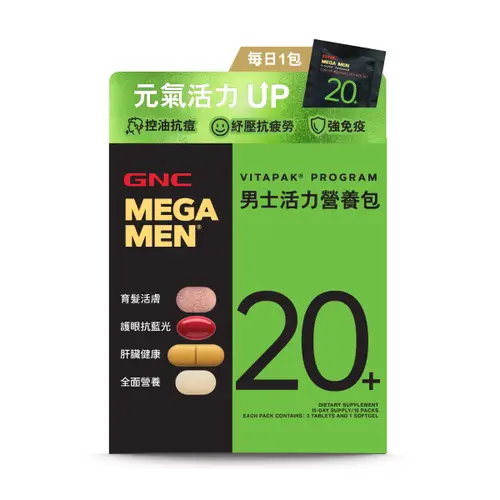 每日1包
GNC
MEGA MEN
20+
元氣活力UP
控油抗痘 紓壓抗疲勞 強免疫
GNC
MEGA
MEN®
VITAPAK® PROGRAM
男士活力營養包
育髮活膚
護眼抗藍光
肝臟健康
全面營養
20+
DIETARY SUPPLEMENT
15-DAY SUPPLY/ 15 PACKS
EACH PACK CONTAINS: 3 TABLETS AND 1 SOFTGEL